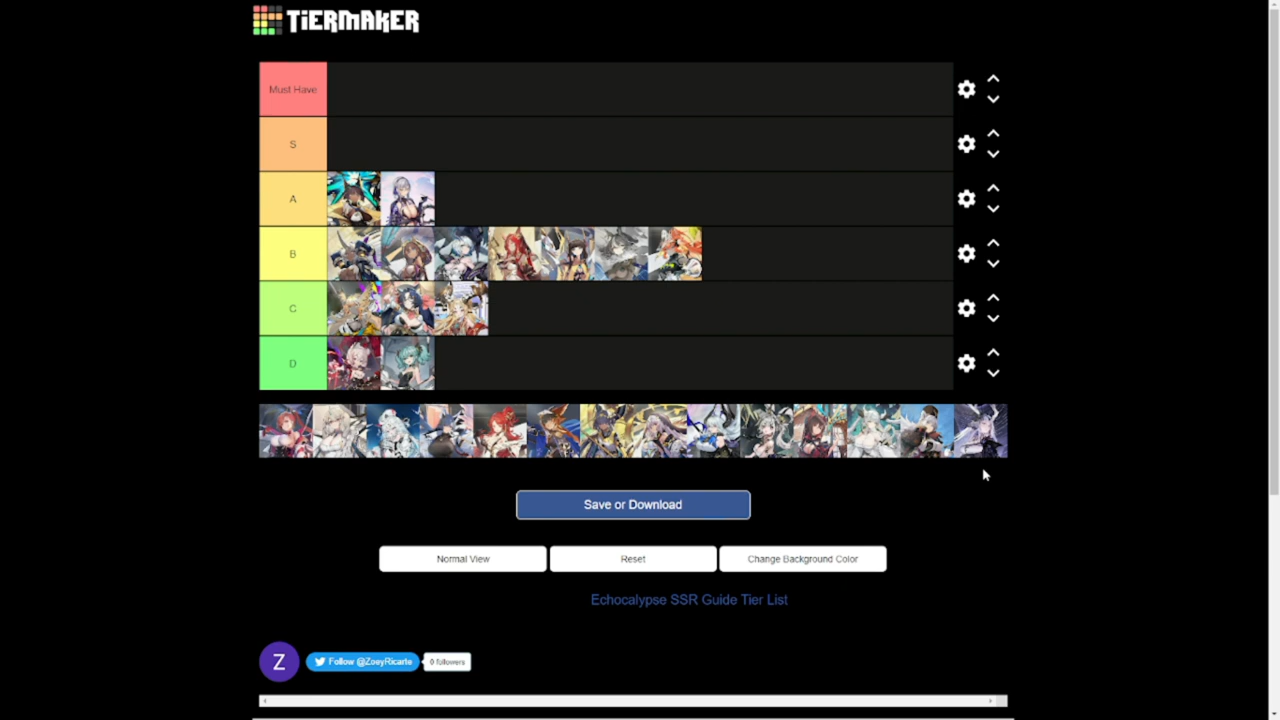 TiERMAKER
Must Have
S
A
B
C
D
Save or Download
Normal View
Reset
Change Background Color
Echocalypse SSR Guide Tier List
Z
Follow @ZoeyRicarte
0 followers